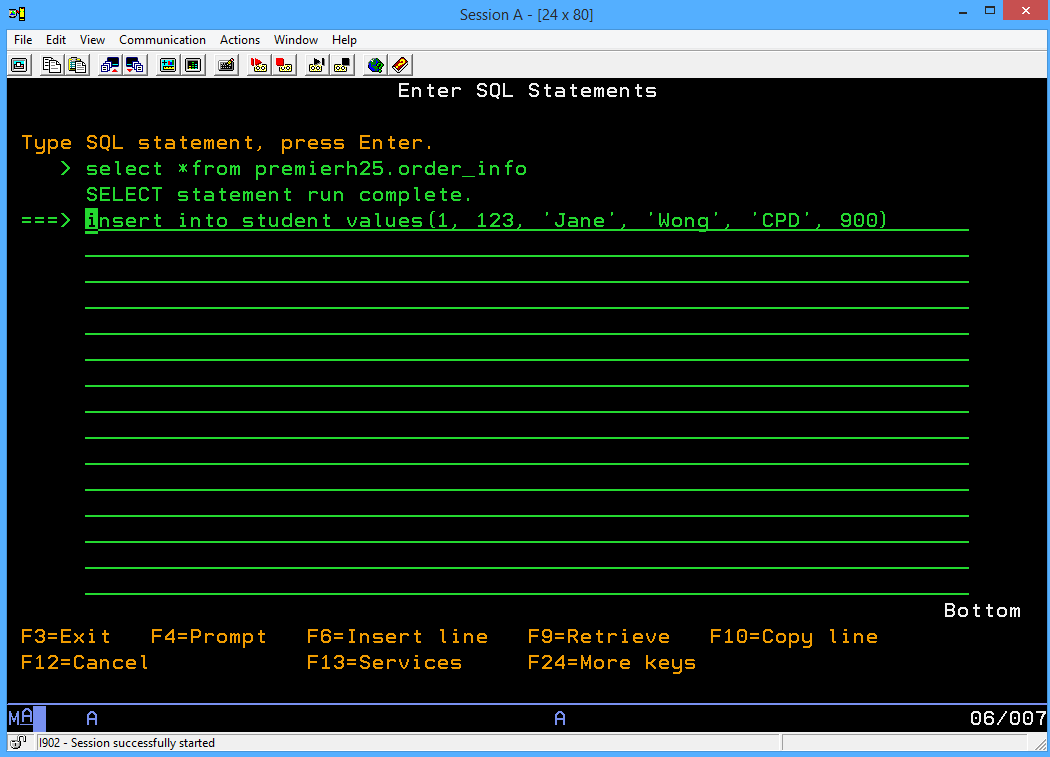 Session A - [24 x 80]
File Edit View Communication Actions Window Help
Enter SQL Statements
Type SQL statement, press Enter.
> select *from premierh25.order_info
SELECT statement run complete.
===> insert into student values(1, 123, 'Jane', 'Wong', 'CPD', 900)
Bottom
F3=Exit F4=Prompt F6=Insert line F9=Retrieve F10=Copy line
F12=Cancel F13=Services F24=More keys
MA A A 06/007
I902 - Session successfully started